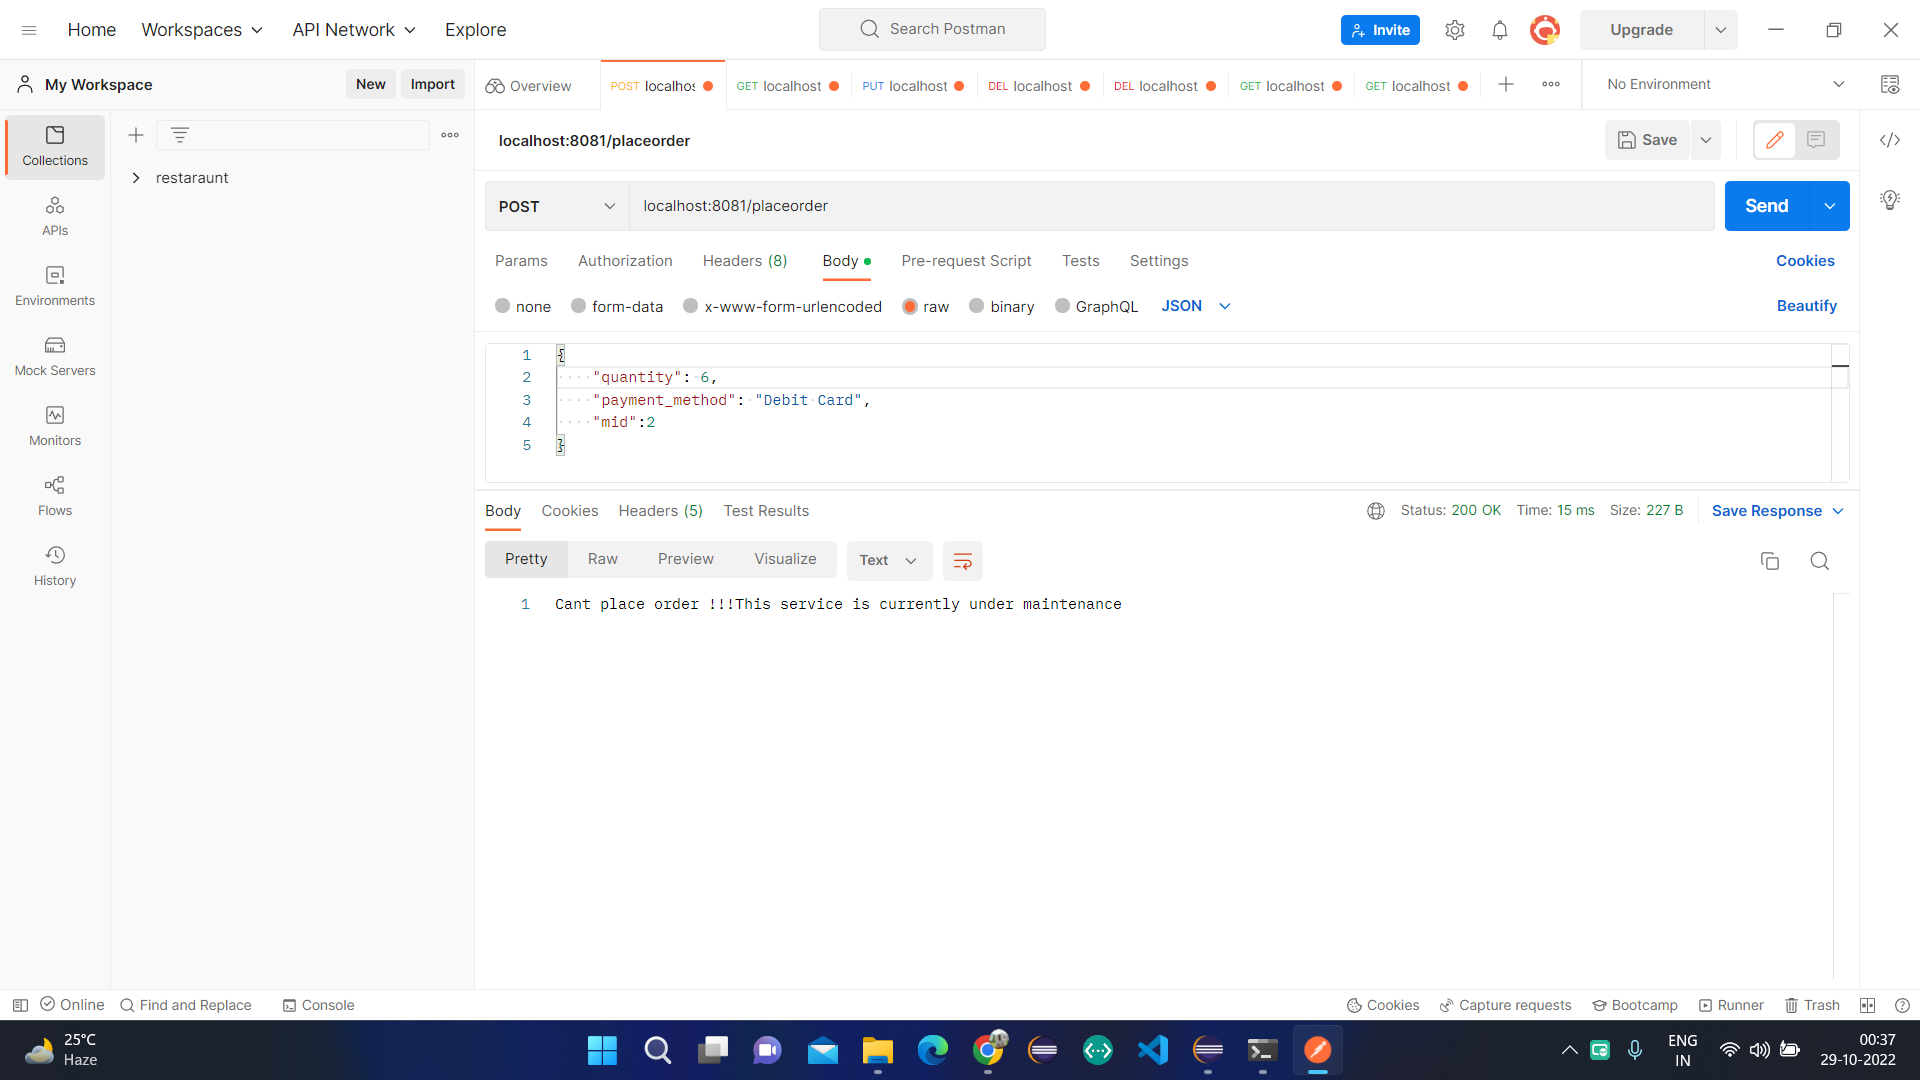 Home Workspaces API Network Explore Search Postman Invite Upgrade
My Workspace New Import Overview POST localhos GET localhost PUT localhost DEL localhost DEL localhost GET localhost GET localhost No Environment
Collections
APIs
Environments
Mock Servers
Monitors
Flows
History
restaraunt
localhost:8081/placeorder Save
POST localhost:8081/placeorder Send
Params Authorization Headers (8) Body Pre-request Script Tests Settings Cookies
none form-data x-www-form-urlencoded raw binary GraphQL JSON Beautify
1 {
2 "quantity": 6,
3 "payment_method": "Debit Card",
4 "mid":2
5 }
Body Cookies Headers (5) Test Results Status: 200 OK Time: 15 ms Size: 227 B Save Response
Pretty Raw Preview Visualize Text
1 Cant place order !!!This service is currently under maintenance
Online Find and Replace Console Cookies Capture requests Bootcamp Runner Trash
25°C
Haze
ENG
IN
00:37
29-10-2022